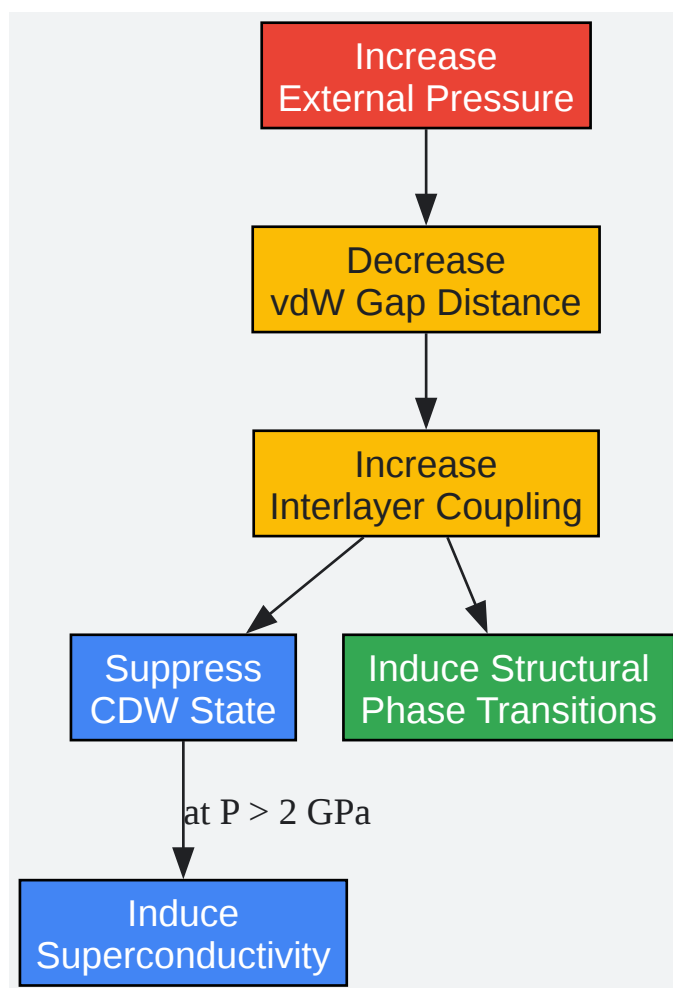 Increase
External Pressure
Decrease
vdW Gap Distance
Increase
Interlayer Coupling
Suppress
CDW State
Induce Structural
Phase Transitions
at P > 2 GPa
Induce
Superconductivity